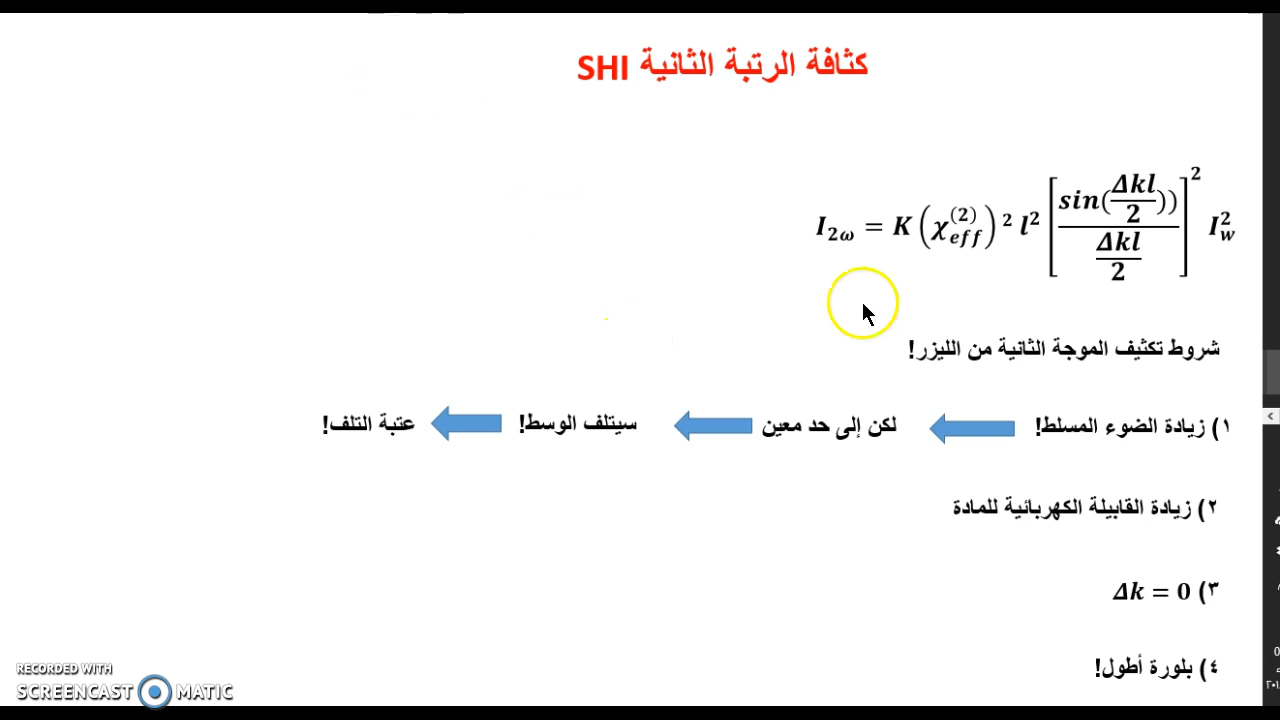 كثافة الرتبة الثانية SHI
I_{2ω} = K (χ_{eff}^{(2)})^2 l^2 [sin(Δkl/2)) / (Δkl/2)]^2 I_w^2
شروط تكثيف الموجة الثانية من الليزر!
١) زيادة الضوء المسلط! لكن إلى حد معين سيتلف الوسط! عتبة التلف!
٢) زيادة القابيلة الكهربائية للمادة
٣) Δk = 0
٤) بلورة أطول!
RECORDED WITH
SCREENCAST MATIC